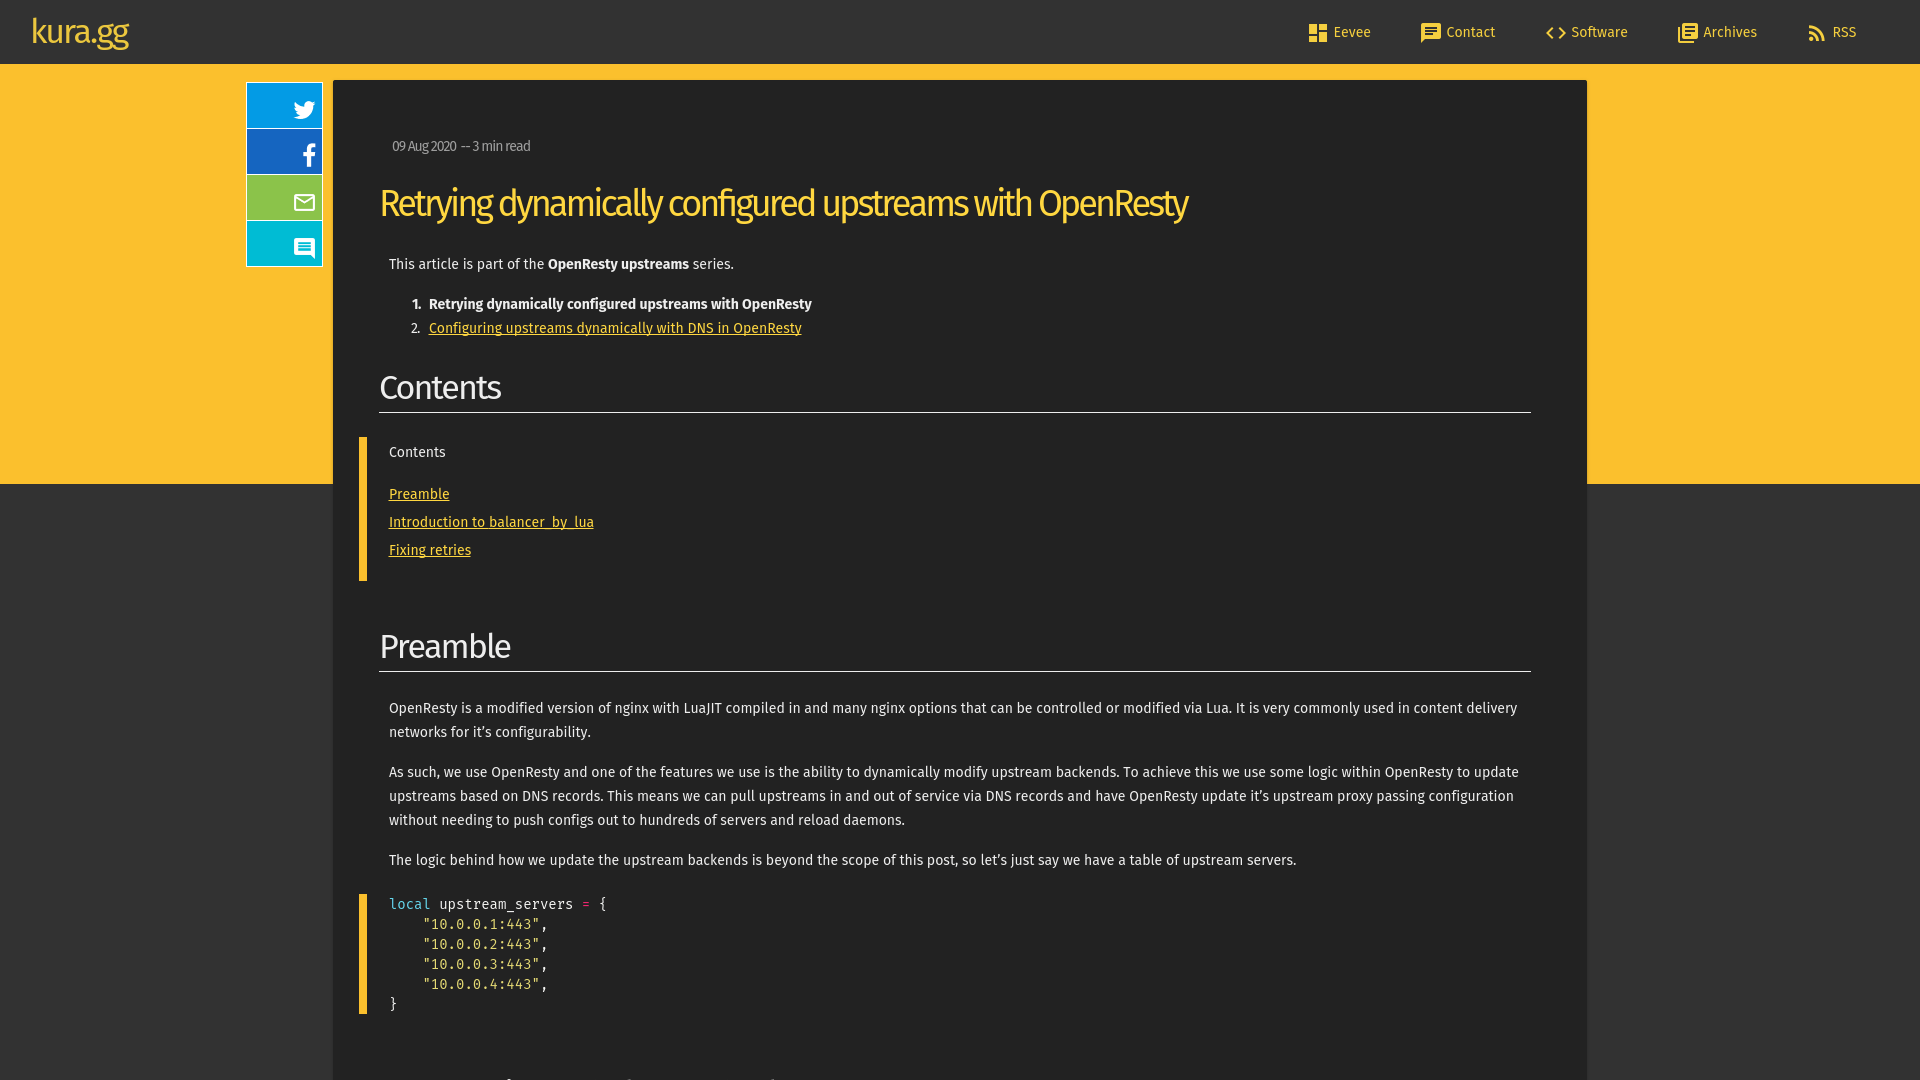 kura.gg
Eevee
Contact
Software
Archives
RSS
09 Aug 2020 -- 3 min read
Retrying dynamically configured upstreams with OpenResty
This article is part of the OpenResty upstreams series.
1. Retrying dynamically configured upstreams with OpenResty
2. Configuring upstreams dynamically with DNS in OpenResty
Contents
Contents
Preamble
Introduction to balancer_by_lua
Fixing retries
Preamble
OpenResty is a modified version of nginx with LuaJIT compiled in and many nginx options that can be controlled or modified via Lua. It is very commonly used in content delivery
networks for it’s configurability.
As such, we use OpenResty and one of the features we use is the ability to dynamically modify upstream backends. To achieve this we use some logic within OpenResty to update
upstreams based on DNS records. This means we can pull upstreams in and out of service via DNS records and have OpenResty update it’s upstream proxy passing configuration
without needing to push configs out to hundreds of servers and reload daemons.
The logic behind how we update the upstream backends is beyond the scope of this post, so let’s just say we have a table of upstream servers.
local upstream_servers = {
    "10.0.0.1:443",
    "10.0.0.2:443",
    "10.0.0.3:443",
    "10.0.0.4:443",
}